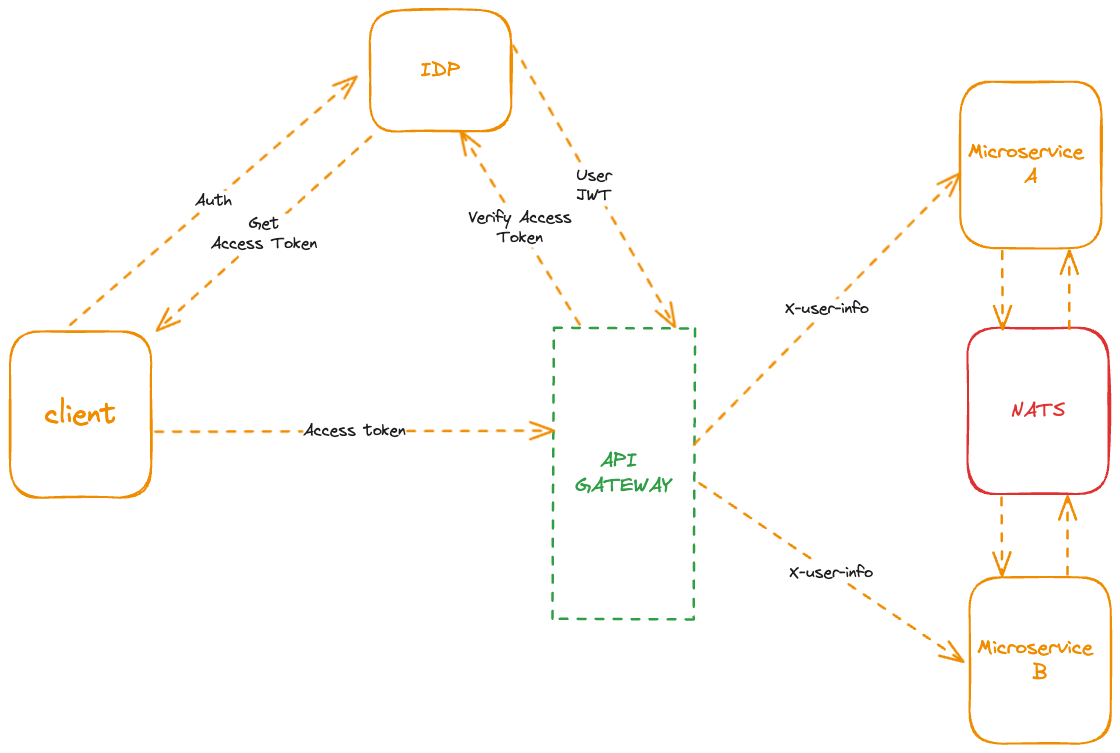 IDP
Auth
Get
Access Token
Verify Access
Token
User
JWT
Microservice
A
X-user-info
client
Access token
API
GATEWAY
NATS
X-user-info
Microservice
B